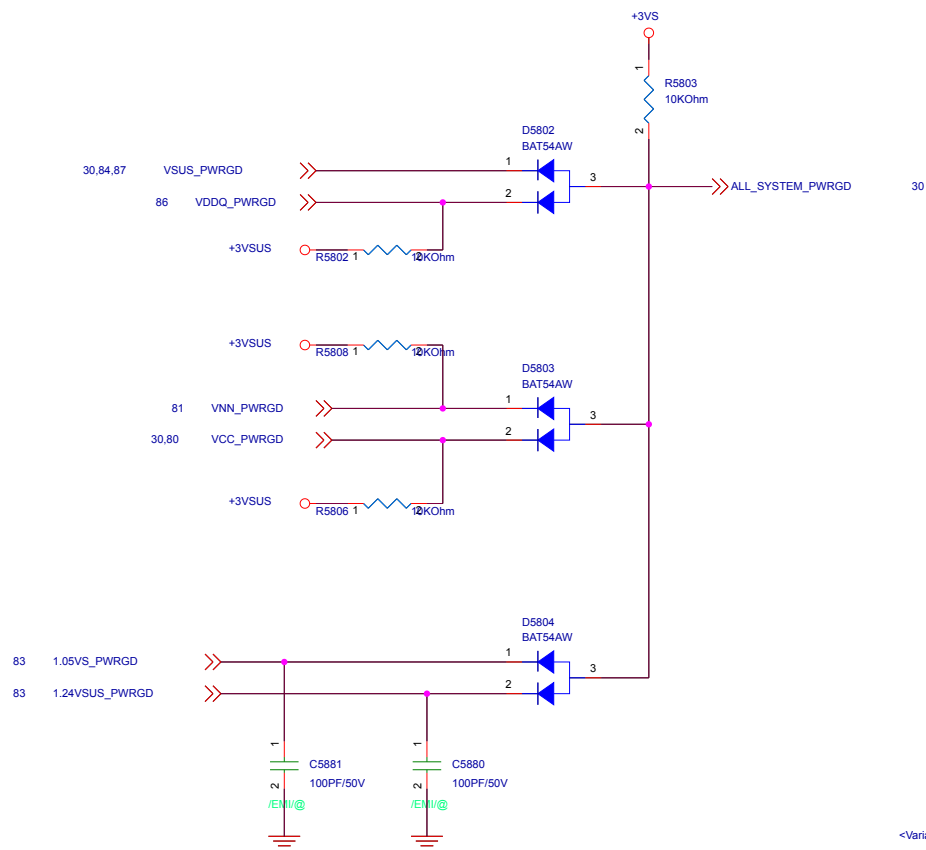 +3VS
1
R5803
10KOhm
2
D5802
BAT54AW
30,84,87 VSUS_PWRGD 1
3
ALL_SYSTEM_PWRGD 30
86 VDDQ_PWRGD 2
+3VSUS
R5802 1 2 10KOhm
+3VSUS
R5808 1 2 10KOhm
D5803
BAT54AW
81 VNN_PWRGD 1
3
30,80 VCC_PWRGD 2
+3VSUS
R5806 1 2 10KOhm
D5804
BAT54AW
83 1.05VS_PWRGD 1
3
83 1.24VSUS_PWRGD 2
1 1
C5881 C5880
100PF/50V 100PF/50V
2 2
/EMI/@ /EMI/@
<Varia